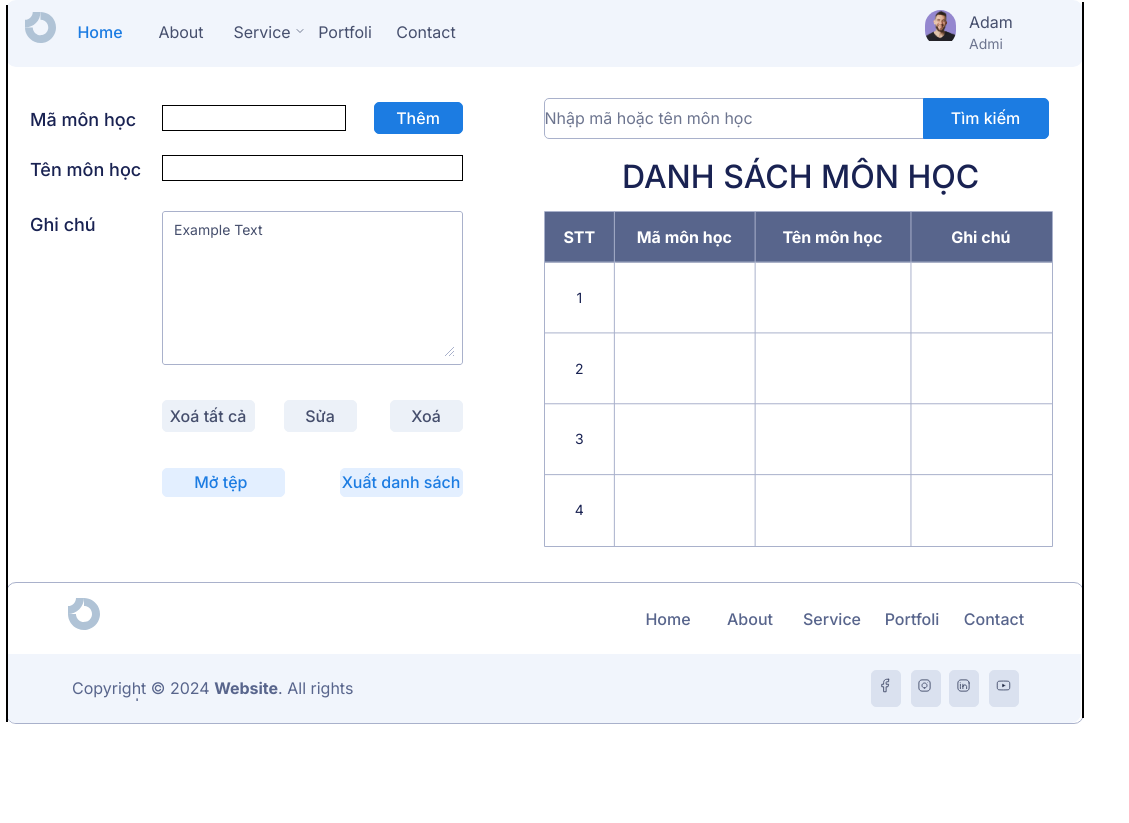 Home About Service Portfoli Contact
Adam
Admi
Mã môn học
Thêm
Tên môn học
Ghi chú
Example Text
Xoá tất cả Sửa Xoá
Mở tệp Xuất danh sách
Nhập mã hoặc tên môn học Tìm kiếm
DANH SÁCH MÔN HỌC
STT Mã môn học Tên môn học Ghi chú
1
2
3
4
Home About Service Portfoli Contact
Copyright © 2024 Website. All rights